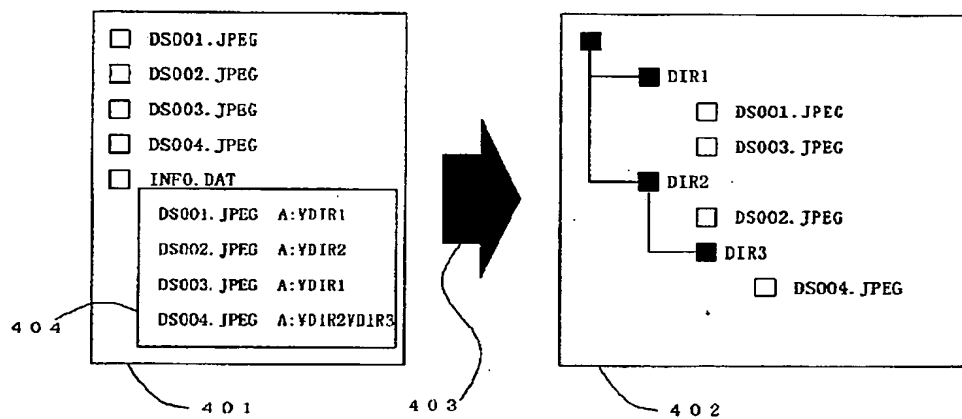 DS001.JPEG
DS002.JPEG
DS003.JPEG
DS004.JPEG
INFO.DAT
DS001.JPEG A:¥DIR1
DS002.JPEG A:¥DIR2
DS003.JPEG A:¥DIR1
DS004.JPEG A:¥DIR2¥DIR3
404
401
403
DIR1
DS001.JPEG
DS003.JPEG
DIR2
DS002.JPEG
DIR3
DS004.JPEG
402